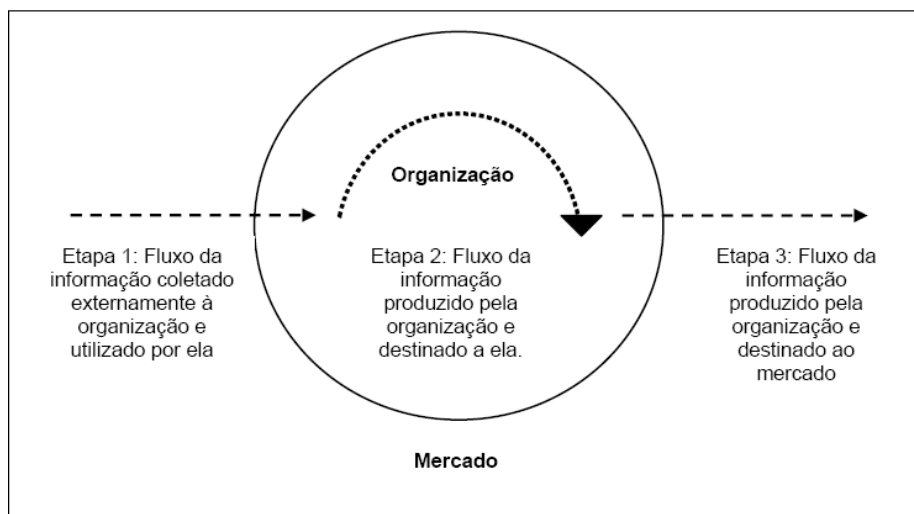 Organização
Etapa 1: Fluxo da
informação coletado
externamente à
organização e
utilizado por ela
Etapa 2: Fluxo da
informação
produzido pela
organização e
destinado a ela.
Etapa 3: Fluxo da
informação
produzido pela
organização e
destinado ao
mercado
Mercado